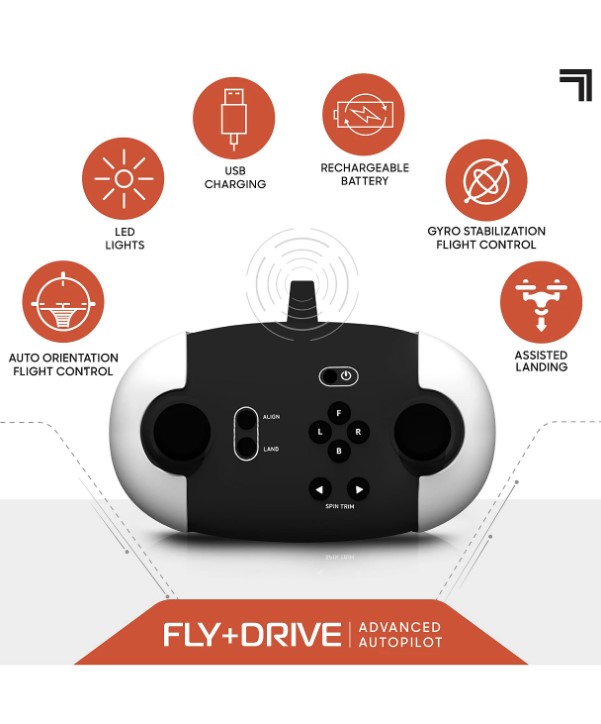 USB
CHARGING
RECHARGEABLE
BATTERY
LED
LIGHTS
GYRO STABILIZATION
FLIGHT CONTROL
AUTO ORIENTATION
FLIGHT CONTROL
ASSISTED
LANDING
ALIGN
LAND
F
L
R
B
SPIN TRIM
FLY+DRIVE
ADVANCED
AUTOPILOT